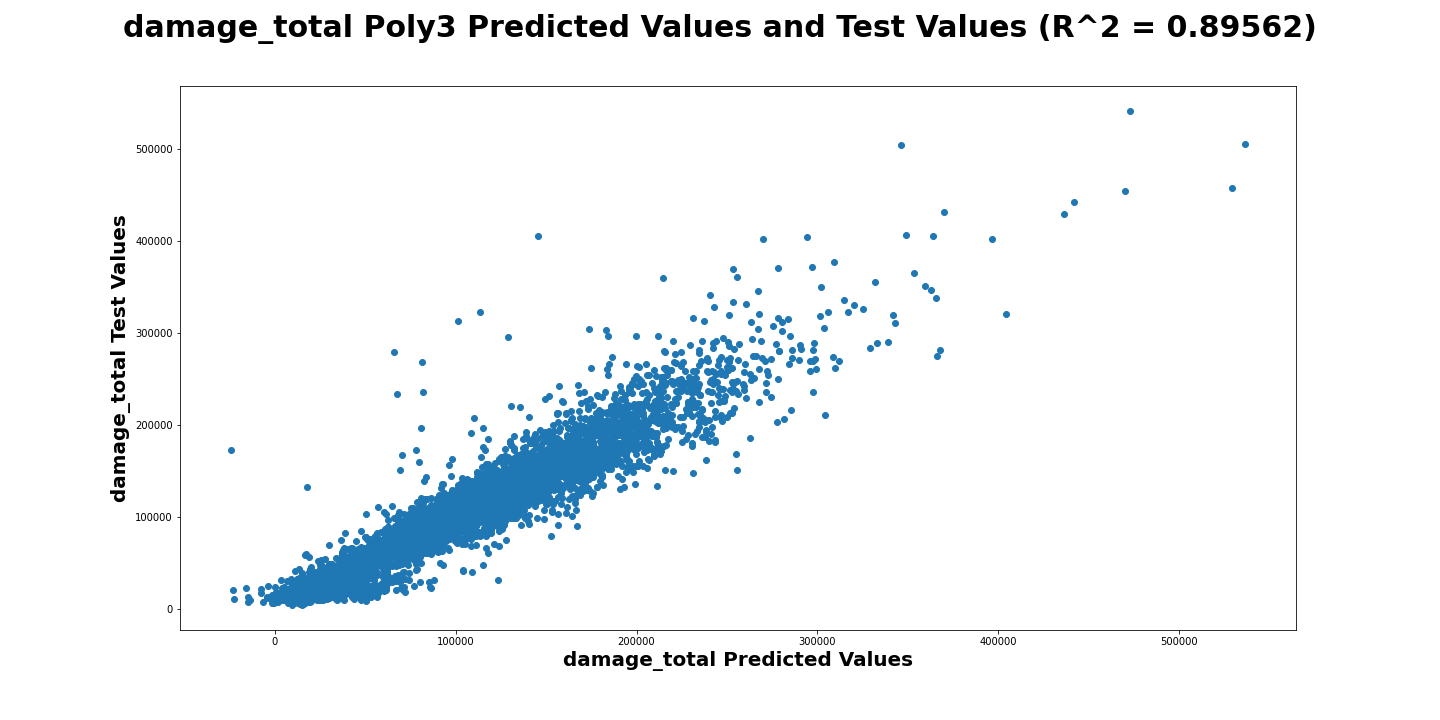 damage_total Poly3 Predicted Values and Test Values (R^2 = 0.89562)
damage_total Test Values
500000
400000
300000
200000
100000
0
0 100000 200000 300000 400000 500000
damage_total Predicted Values